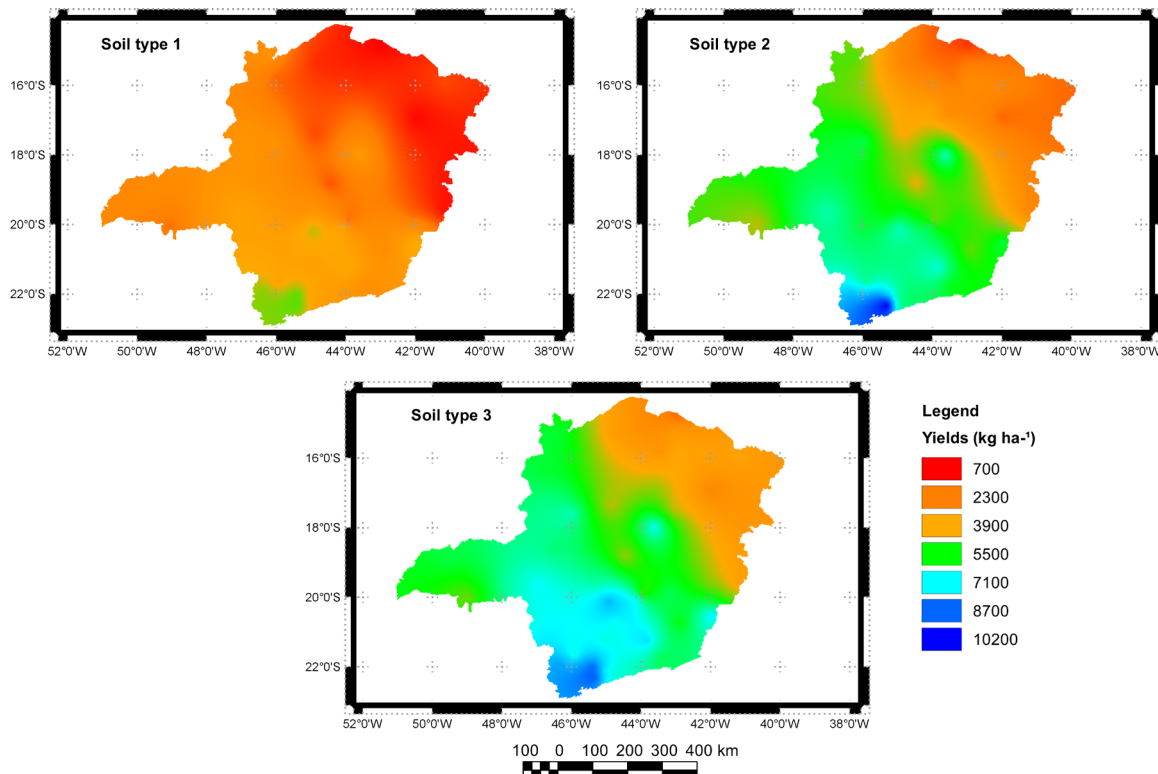 Soil type 1
16°0'S
18°0'S
20°0'S
22°0'S
52°0'W 50°0'W 48°0'W 46°0'W 44°0'W 42°0'W 40°0'W 38°0'W
Soil type 2
16°0'S
18°0'S
20°0'S
22°0'S
52°0'W 50°0'W 48°0'W 46°0'W 44°0'W 42°0'W 40°0'W 38°0'W
Soil type 3
16°0'S
18°0'S
20°0'S
22°0'S
52°0'W 50°0'W 48°0'W 46°0'W 44°0'W 42°0'W 40°0'W 38°0'W
Legend
Yields (kg ha-¹)
700
2300
3900
5500
7100
8700
10200
100 0 100 200 300 400 km